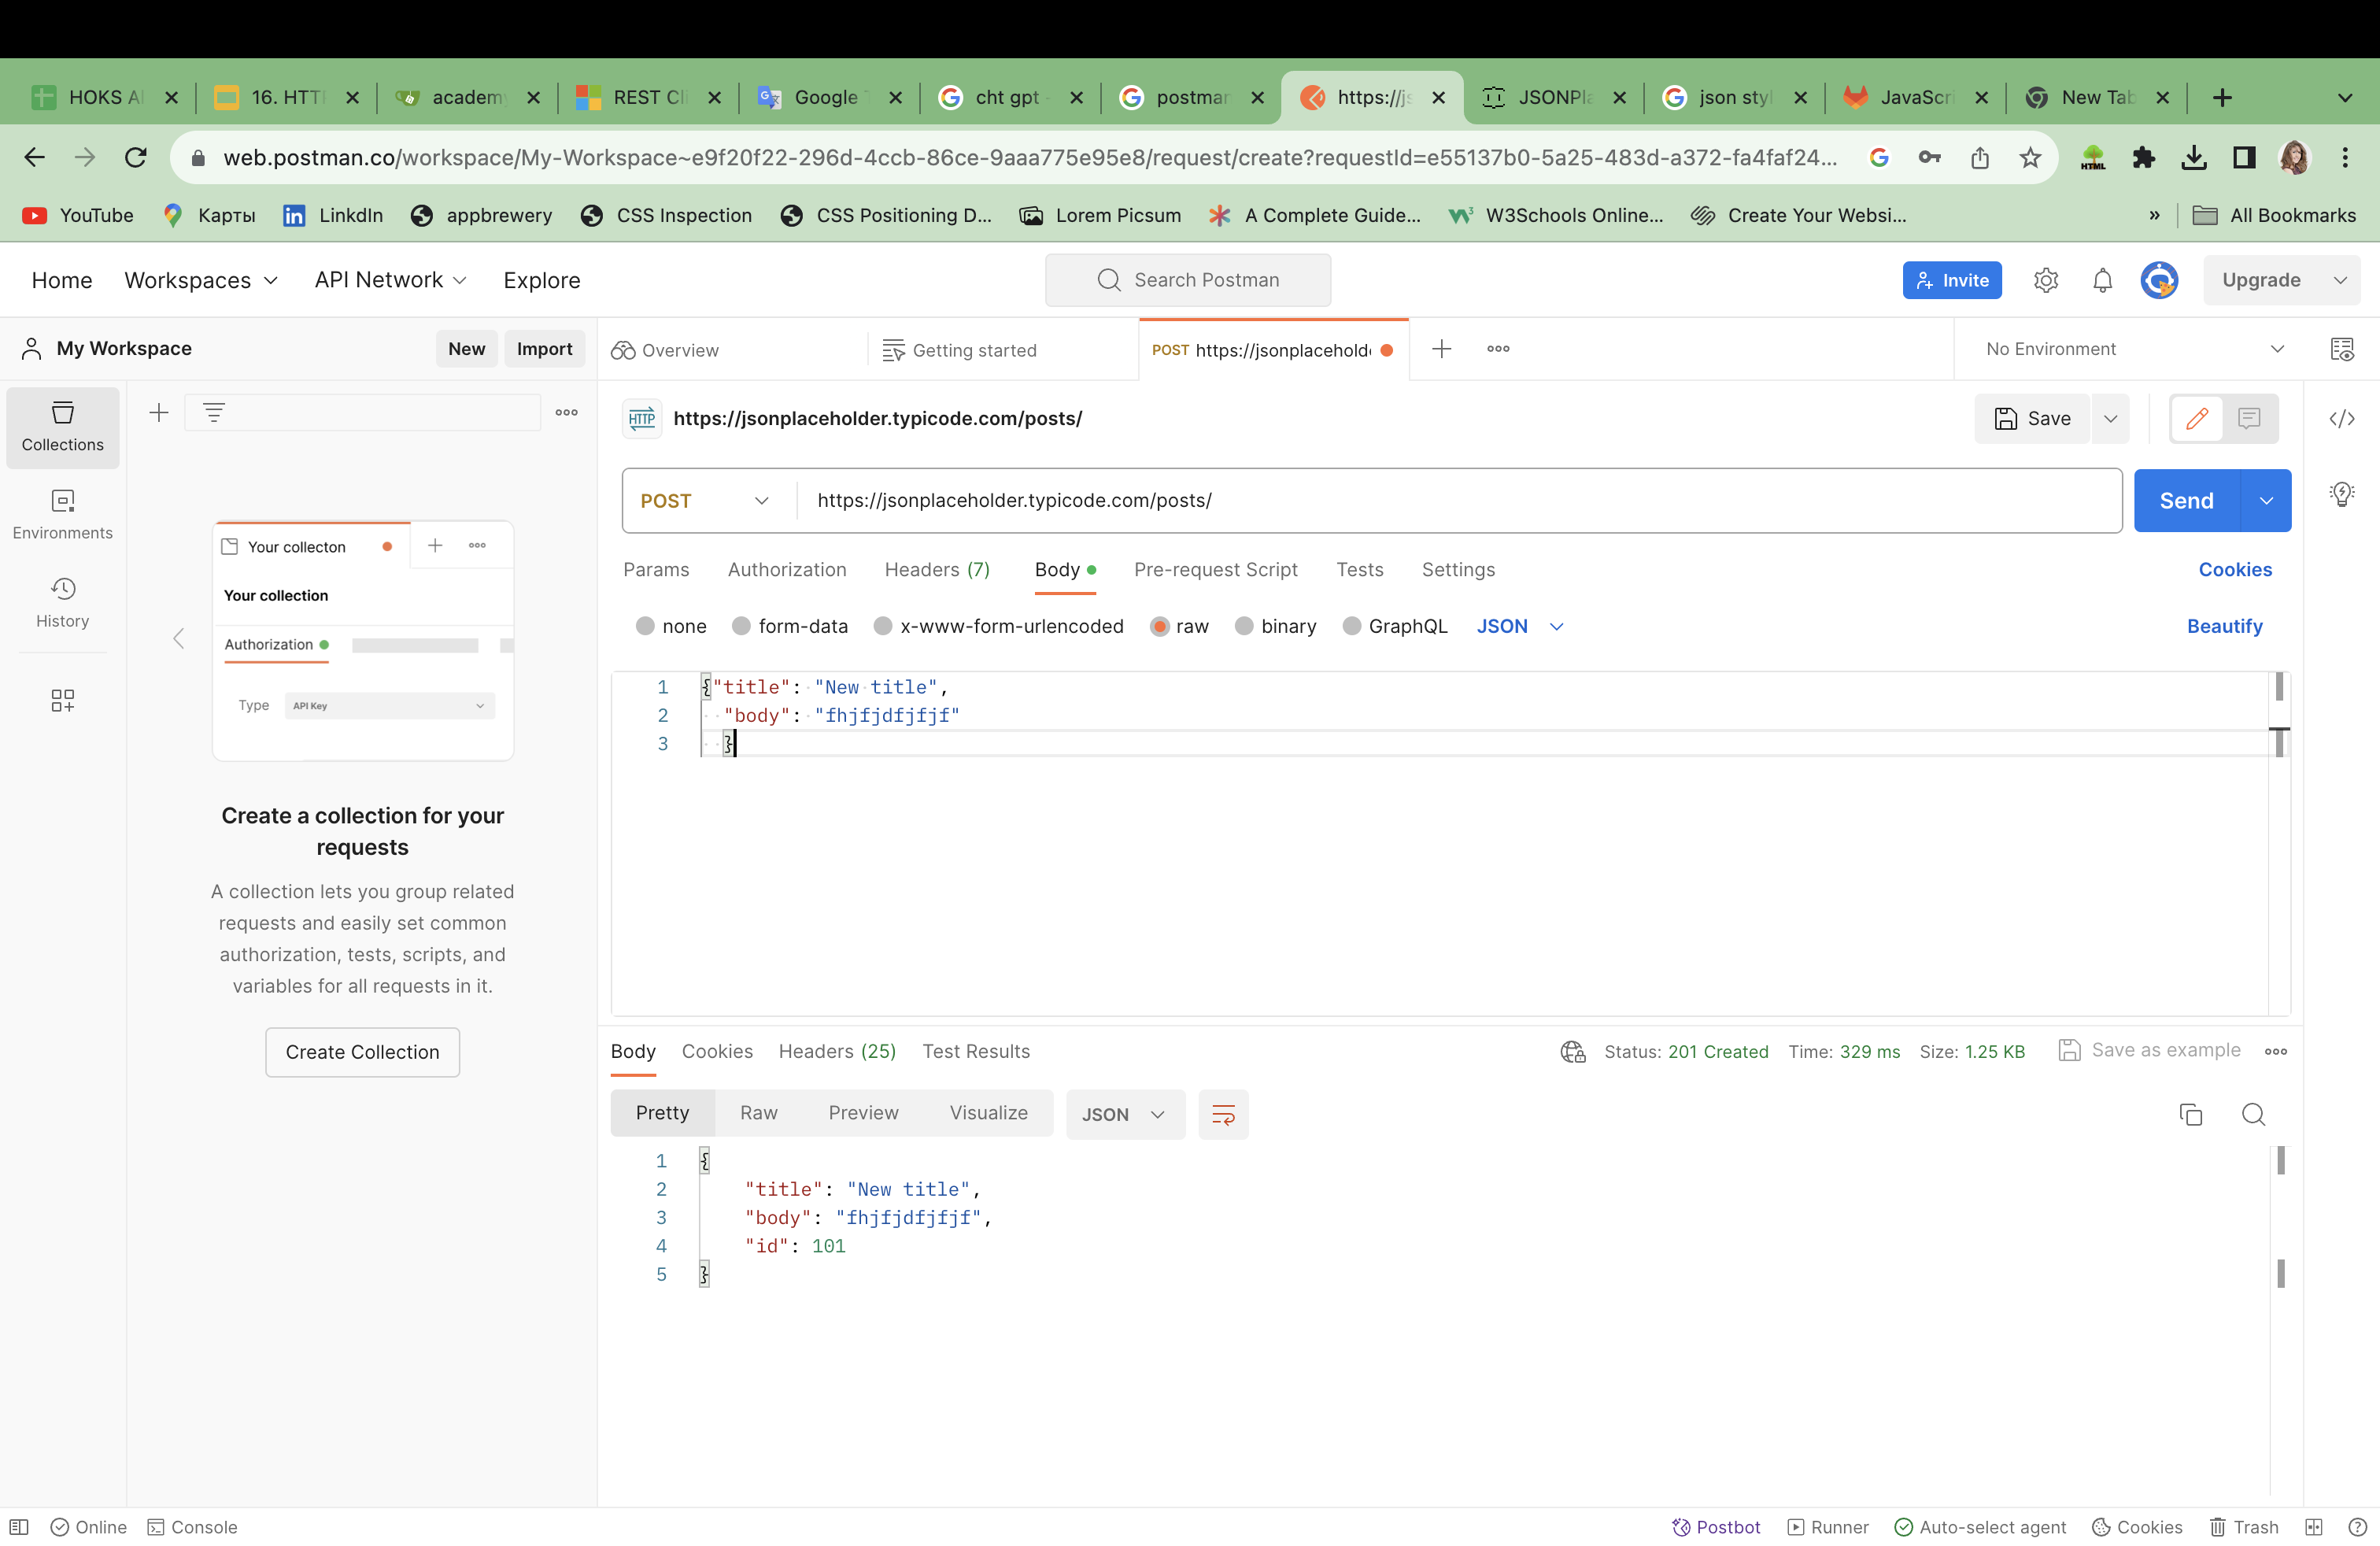 HOKS A
16. HTT
academy
REST Cli
Google T
cht gpt -
postman
https://js
JSONPla
json styl
JavaScri
New Tab
web.postman.co/workspace/My-Workspace~e9f20f22-296d-4ccb-86ce-9aaa775e95e8/request/create?requestId=e55137b0-5a25-483d-a372-fa4faf24...
HTML
YouTube
Карты
LinkdIn
appbrewery
CSS Inspection
CSS Positioning D...
Lorem Picsum
A Complete Guide...
W3Schools Online...
Create Your Websi...
»
All Bookmarks
Home
Workspaces
API Network
Explore
Search Postman
Invite
Upgrade
My Workspace
New
Import
Overview
Getting started
POST https://jsonplacehold
No Environment
Collections
Environments
History
Your collecton
Your collection
Authorization
Type
API Key
Create a collection for your
requests
A collection lets you group related
requests and easily set common
authorization, tests, scripts, and
variables for all requests in it.
Create Collection
HTTP
https://jsonplaceholder.typicode.com/posts/
Save
POST
https://jsonplaceholder.typicode.com/posts/
Send
Params
Authorization
Headers (7)
Body
Pre-request Script
Tests
Settings
Cookies
none
form-data
x-www-form-urlencoded
raw
binary
GraphQL
JSON
Beautify
1 {"title": "New title",
2 "body": "fhjfjdfjfjf"
3 }
Body
Cookies
Headers (25)
Test Results
Status: 201 Created
Time: 329 ms
Size: 1.25 KB
Save as example
Pretty
Raw
Preview
Visualize
JSON
1 {
2 "title": "New title",
3 "body": "fhjfjdfjfjf",
4 "id": 101
5 }
Online
Console
Postbot
Runner
Auto-select agent
Cookies
Trash